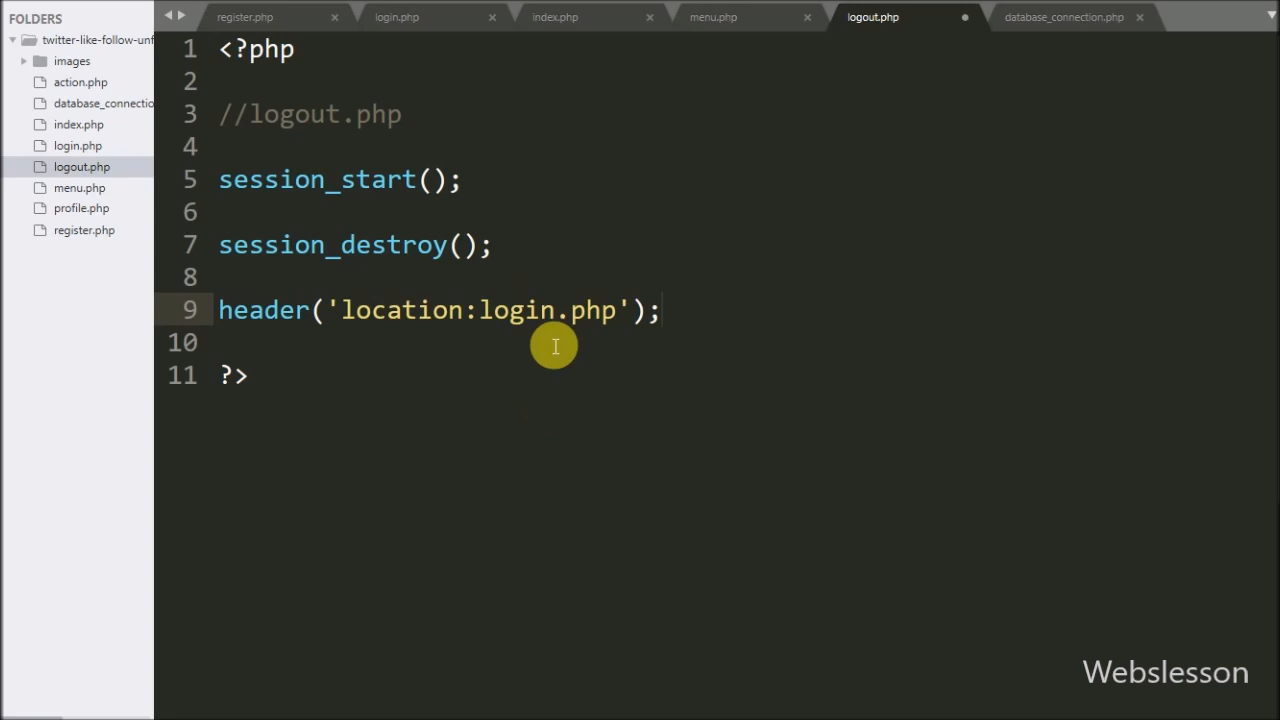 FOLDERS
twitter-like-follow-unf
images
action.php
database_connectio
index.php
login.php
logout.php
menu.php
profile.php
register.php
register.php
login.php
index.php
menu.php
logout.php
database_connection.php
1 <?php
2
3 //logout.php
4
5 session_start();
6
7 session_destroy();
8
9 header('location:login.php');
10
11 ?>
Webslesson